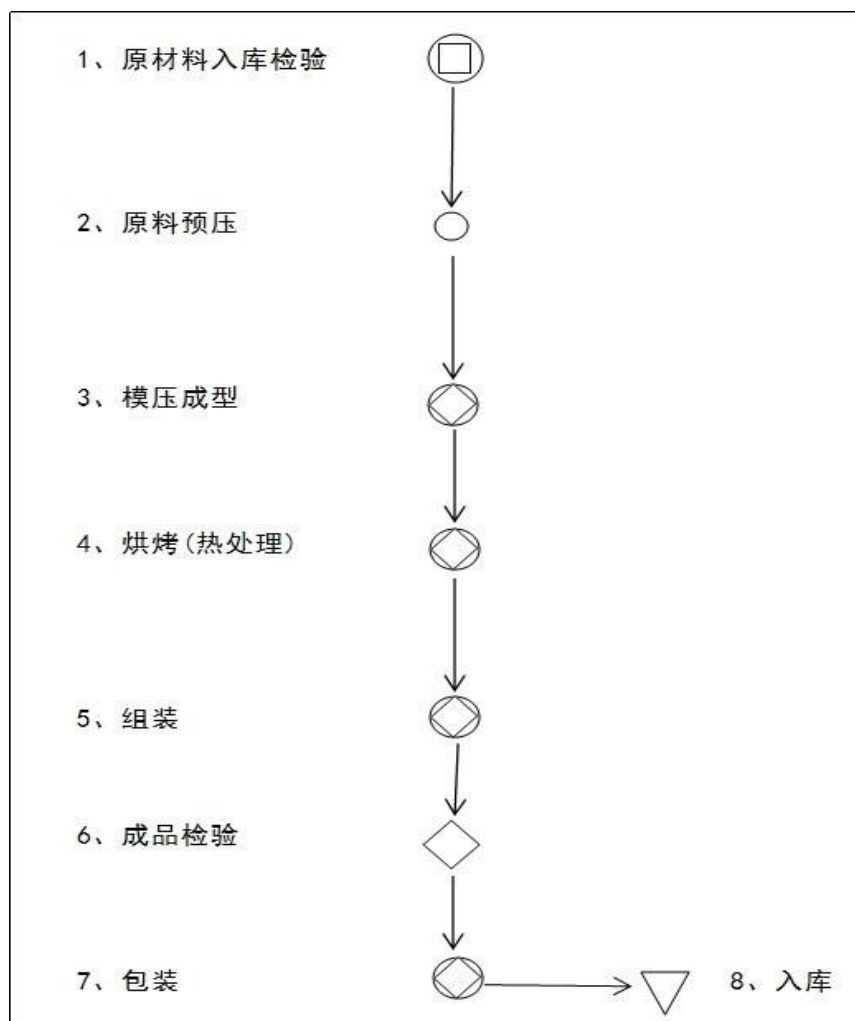 1、原材料入库检验
2、原料预压
3、模压成型
4、烘烤(热处理)
5、组装
6、成品检验
7、包装
8、入库